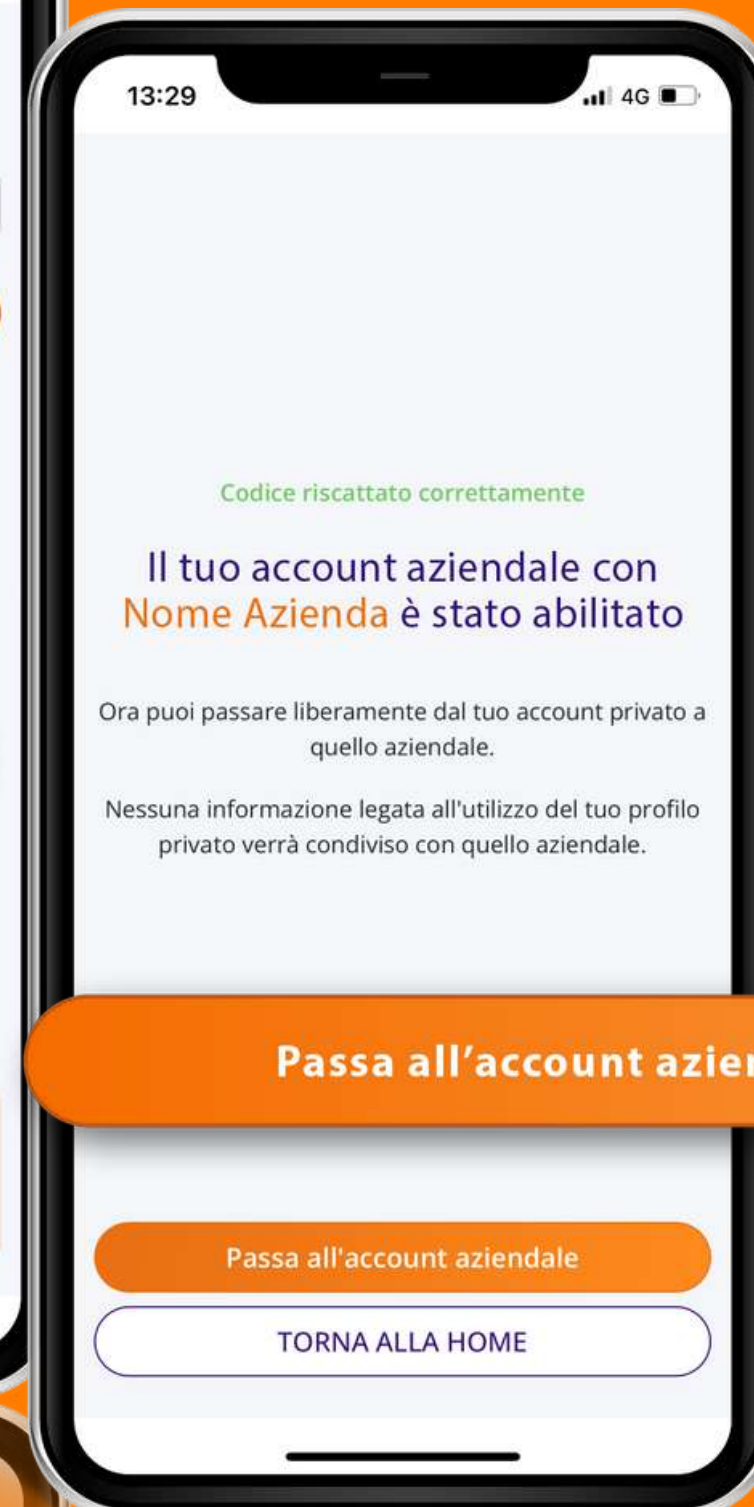 13:29
4G
Codice riscattato correttamente
Il tuo account aziendale con
Nome Azienda è stato abilitato
Ora puoi passare liberamente dal tuo account privato a
quello aziendale.
Nessuna informazione legata all'utilizzo del tuo profilo
privato verrà condiviso con quello aziendale.
Passa all’account azien
Passa all'account aziendale
TORNA ALLA HOME